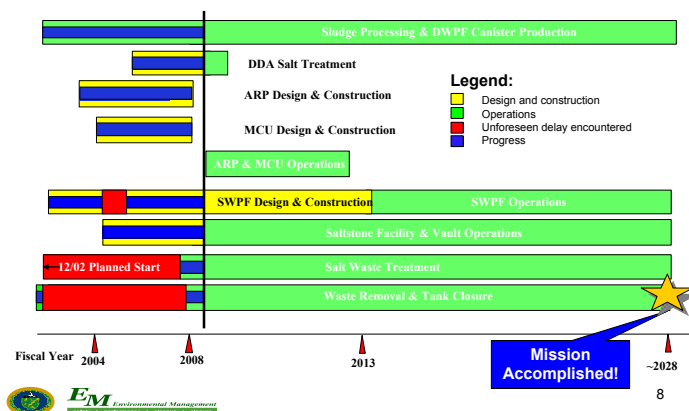 Sludge Processing & DWPF Canister Production
DDA Salt Treatment
ARP Design & Construction
MCU Design & Construction
Legend:
Design and construction
Operations
Unforeseen delay encountered
Progress
ARP & MCU Operations
SWPF Design & Construction
SWPF Operations
Saltstone Facility & Vault Operations
12/02 Planned Start
Salt Waste Treatment
Waste Removal & Tank Closure
Fiscal Year
2004
2008
2013
~2028
Mission
Accomplished!
EM Environmental Management
8